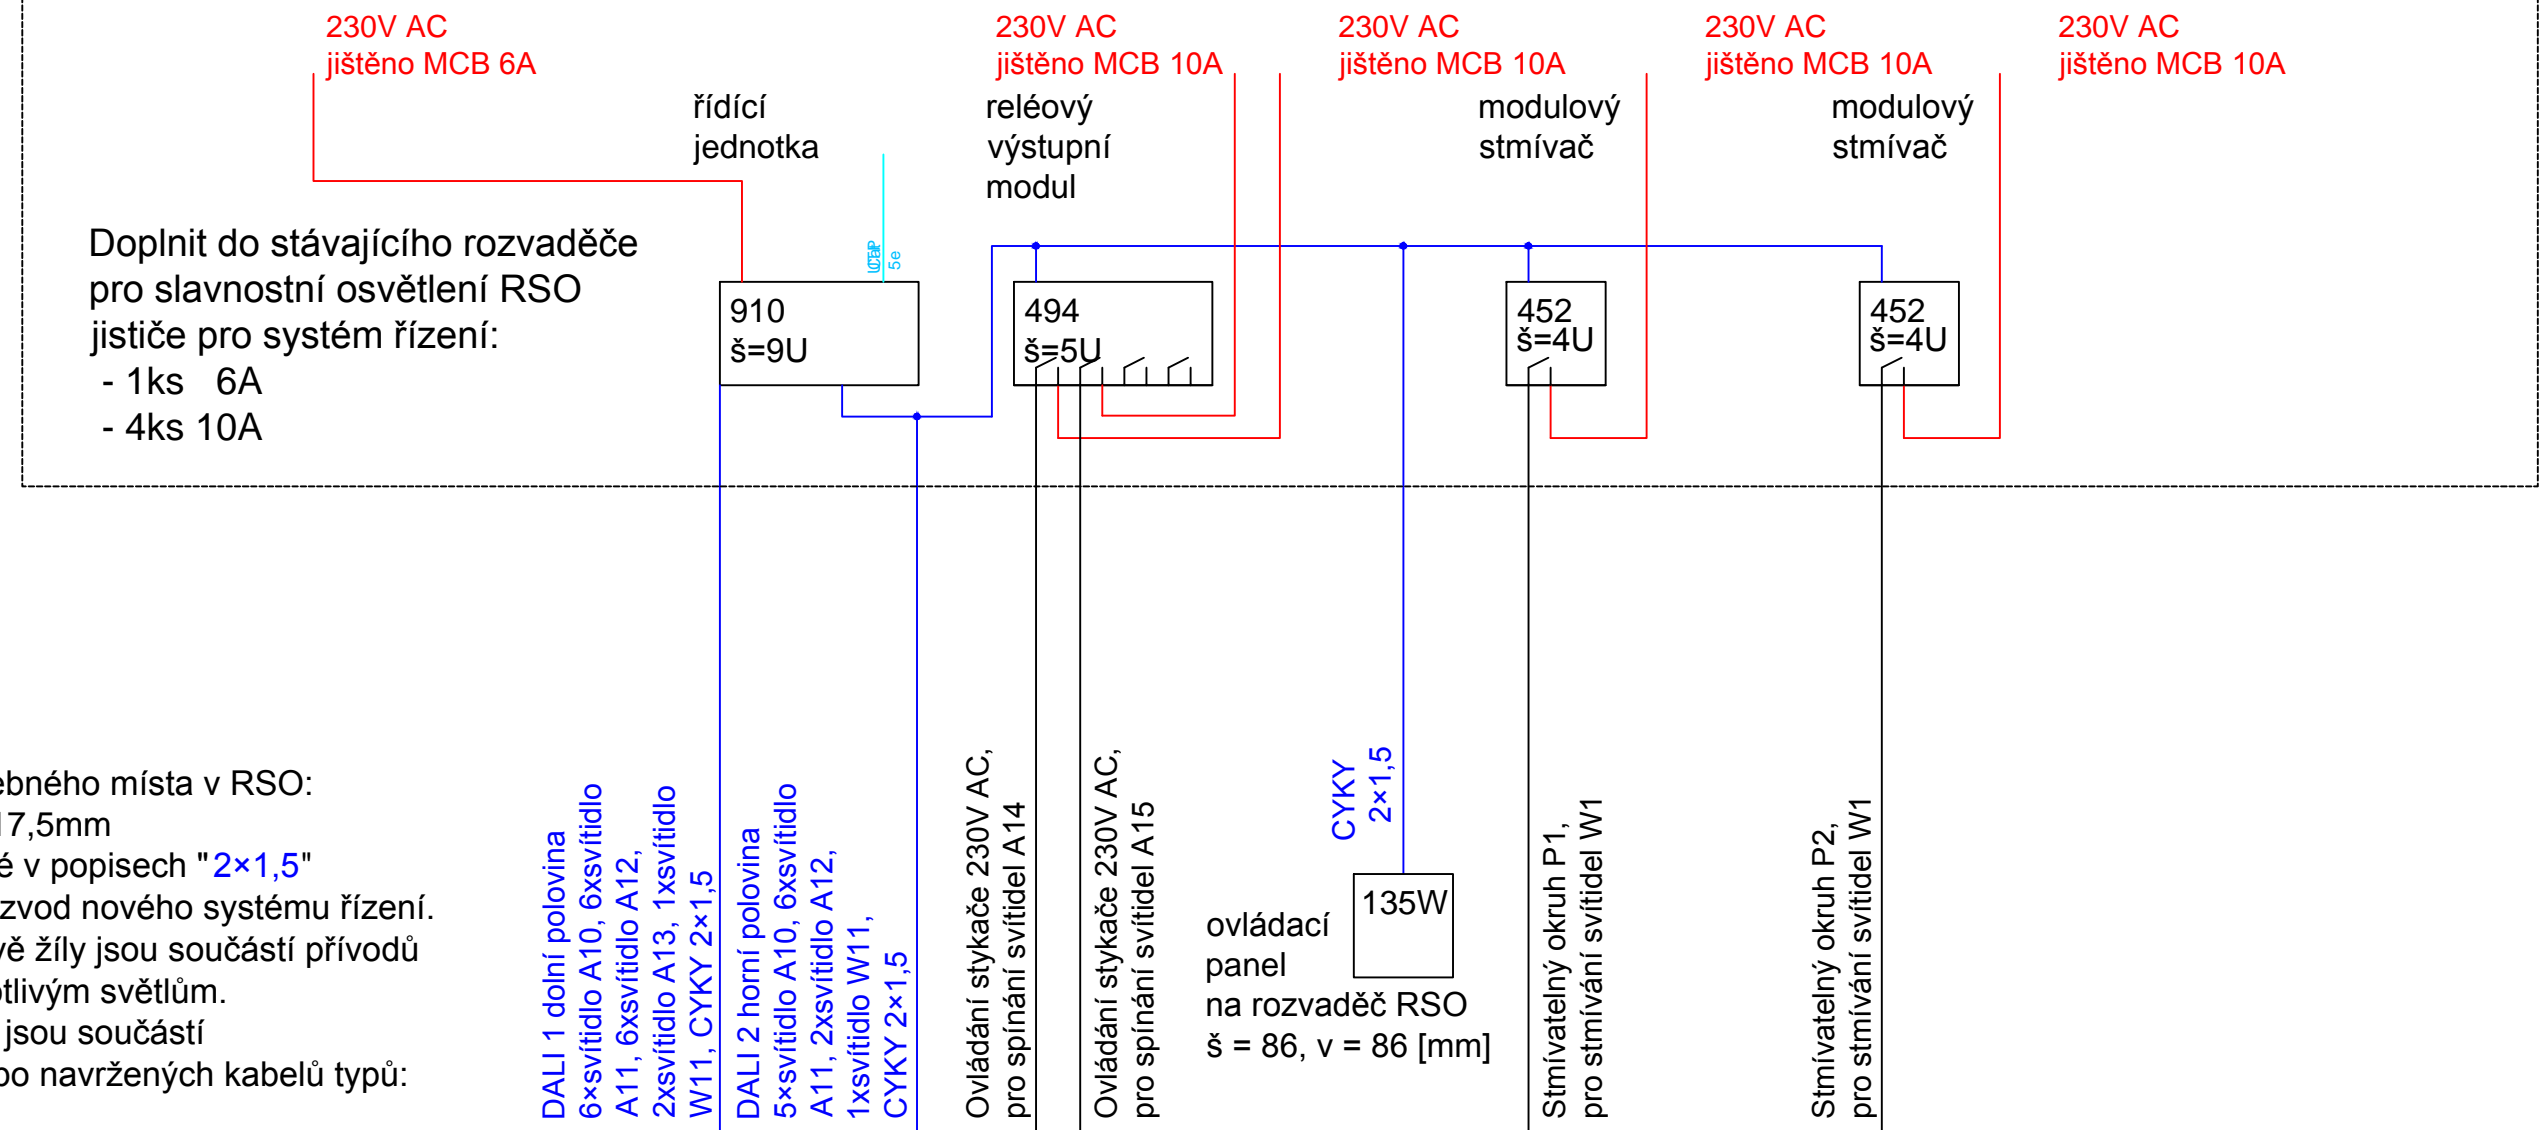 230V AC
jištěno MCB 6A
230V AC
jištěno MCB 10A
230V AC
jištěno MCB 10A
230V AC
jištěno MCB 10A
230V AC
jištěno MCB 10A
řídící
jednotka
reléový
výstupní
modul
modulový
stmívač
modulový
stmívač
Doplnit do stávajícího rozvaděče
pro slavnostní osvětlení RSO
jističe pro systém řízení:
- 1ks 6A
- 4ks 10A
5e
910
š=9U
494
š=5U
452
š=4U
452
š=4U
ebného místa v RSO:
17,5mm
é v popisech "2×1,5"
zvod nového systému řízení.
vě žíly jsou součástí přívodů
otlivým světlům.
jsou součástí
bo navržených kabelů typů:
DALI 1 dolní polovina
6×svítidlo A10, 6xsvítidlo
A11, 6xsvítidlo A12,
2xsvítidlo A13, 1xsvítidlo
W11, CYKY 2×1,5
DALI 2 horní polovina
5×svítidlo A10, 6xsvítidlo
A11, 2xsvítidlo A12,
1xsvítidlo W11,
CYKY 2×1,5
Ovládání stykače 230V AC,
pro spínání svítidel A14
Ovládání stykače 230V AC,
pro spínání svítidel A15
CYKY
2×1,5
135W
ovládací
panel
na rozvaděč RSO
š = 86, v = 86 [mm]
Stmívatelný okruh P1,
pro stmívání svítidel W1
Stmívatelný okruh P2,
pro stmívání svítidel W1